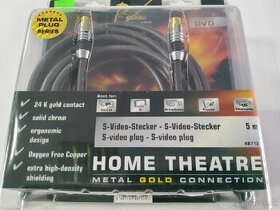 METAL
PLUG
SERIES
DVD
24 K gold contact
solid chrom
ergonomic
design
Oxygen Free Copper
extra high-density
shielding
S-Video-Stecker - S-Video-Stecker
S-video plug - S-video plug
5 m
HOME THEATRE
METAL GOLD CONNECTION